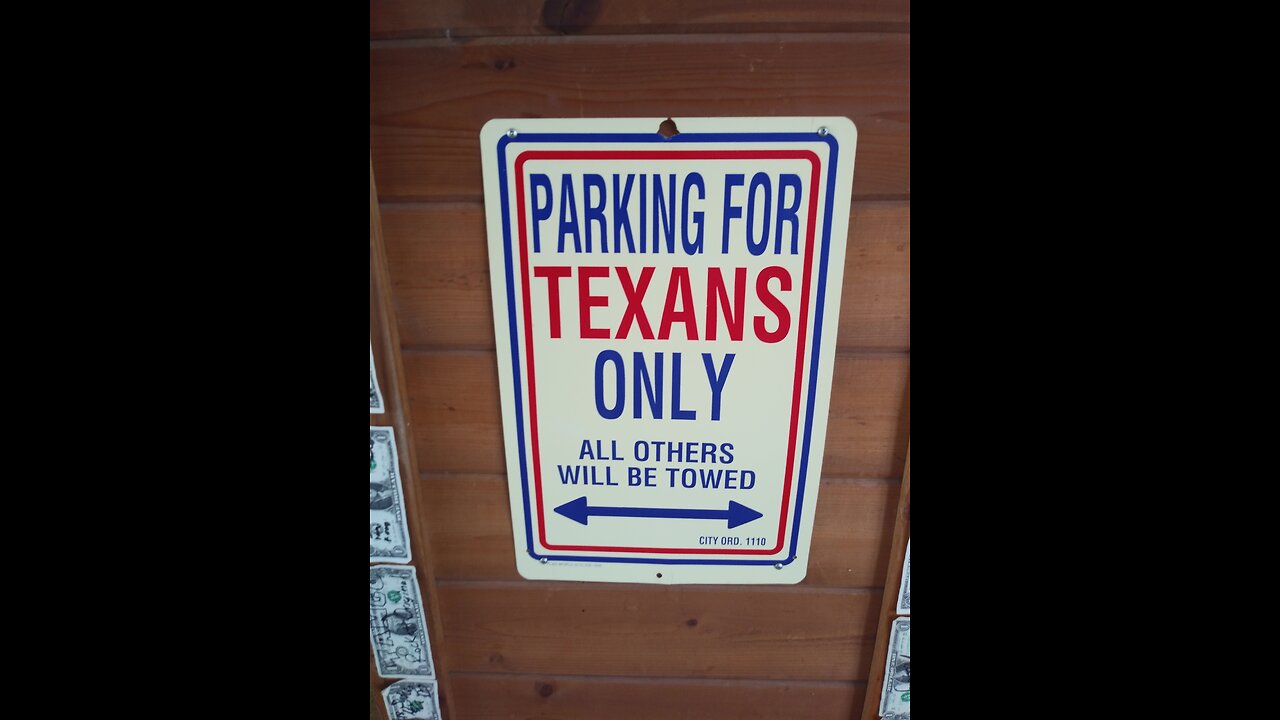 PARKING FOR
TEXANS
ONLY
ALL OTHERS
WILL BE TOWED
CITY ORD. 1110